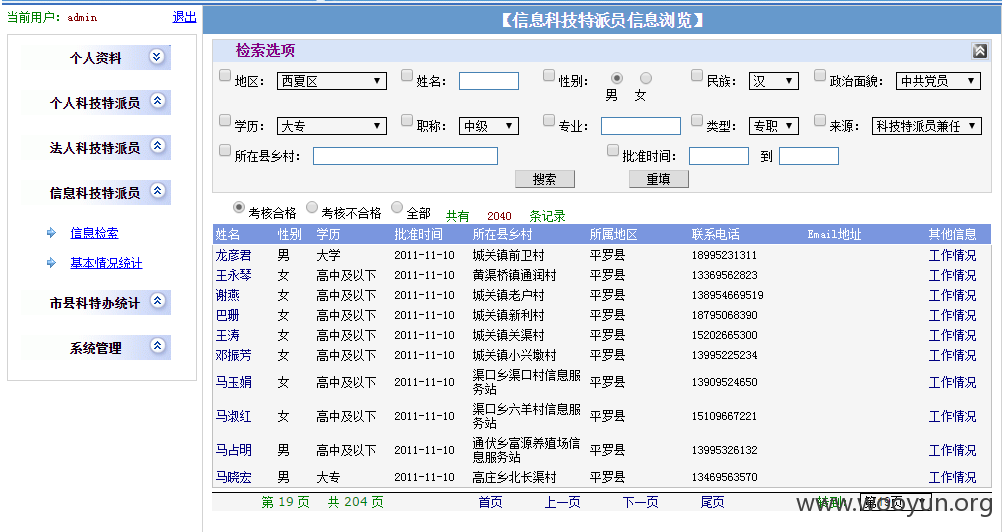 当前用户: admin 退出
【信息科技特派员信息浏览】
个人资料
个人科技特派员
法人科技特派员
信息科技特派员
信息检索
基本情况统计
市县科特办统计
系统管理
检索选项
地区: 西夏区 姓名: 性别: 男 女 民族: 汉 政治面貌: 中共党员
学历: 大专 职称: 中级 专业: 类型: 专职 来源: 科技特派员兼任
所在县乡村: 批准时间: 到
搜索 重填
考核合格 考核不合格 全部 共有 2040 条记录
姓名 性别 学历 批准时间 所在县乡村 所属地区 联系电话 Email地址 其他信息
龙彦君 男 大学 2011-11-10 城关镇前卫村 平罗县 18995231311 工作情况
王永琴 女 高中及以下 2011-11-10 黄渠桥镇通润村 平罗县 13369562823 工作情况
谢燕 女 高中及以下 2011-11-10 城关镇老户村 平罗县 138954669519 工作情况
巴珊 女 高中及以下 2011-11-10 城关镇新利村 平罗县 18795068390 工作情况
王涛 女 高中及以下 2011-11-10 城关镇关渠村 平罗县 15202665300 工作情况
邓振芳 女 高中及以下 2011-11-10 城关镇小兴墩村 平罗县 13995225234 工作情况
马玉娟 女 高中及以下 2011-11-10 渠口乡渠口村信息服务站 平罗县 13909524650 工作情况
马淑红 女 高中及以下 2011-11-10 渠口乡六羊村信息服务站 平罗县 15109667221 工作情况
马占明 男 高中及以下 2011-11-10 通伏乡富源养殖场信息服务站 平罗县 13995326132 工作情况
马晓宏 男 大专 2011-11-10 高庄乡北长渠村 平罗县 13469563570 工作情况
第 19 页 共 204 页 首页 上一页 下一页 尾页 转到: 第19页
www.wooyun.org